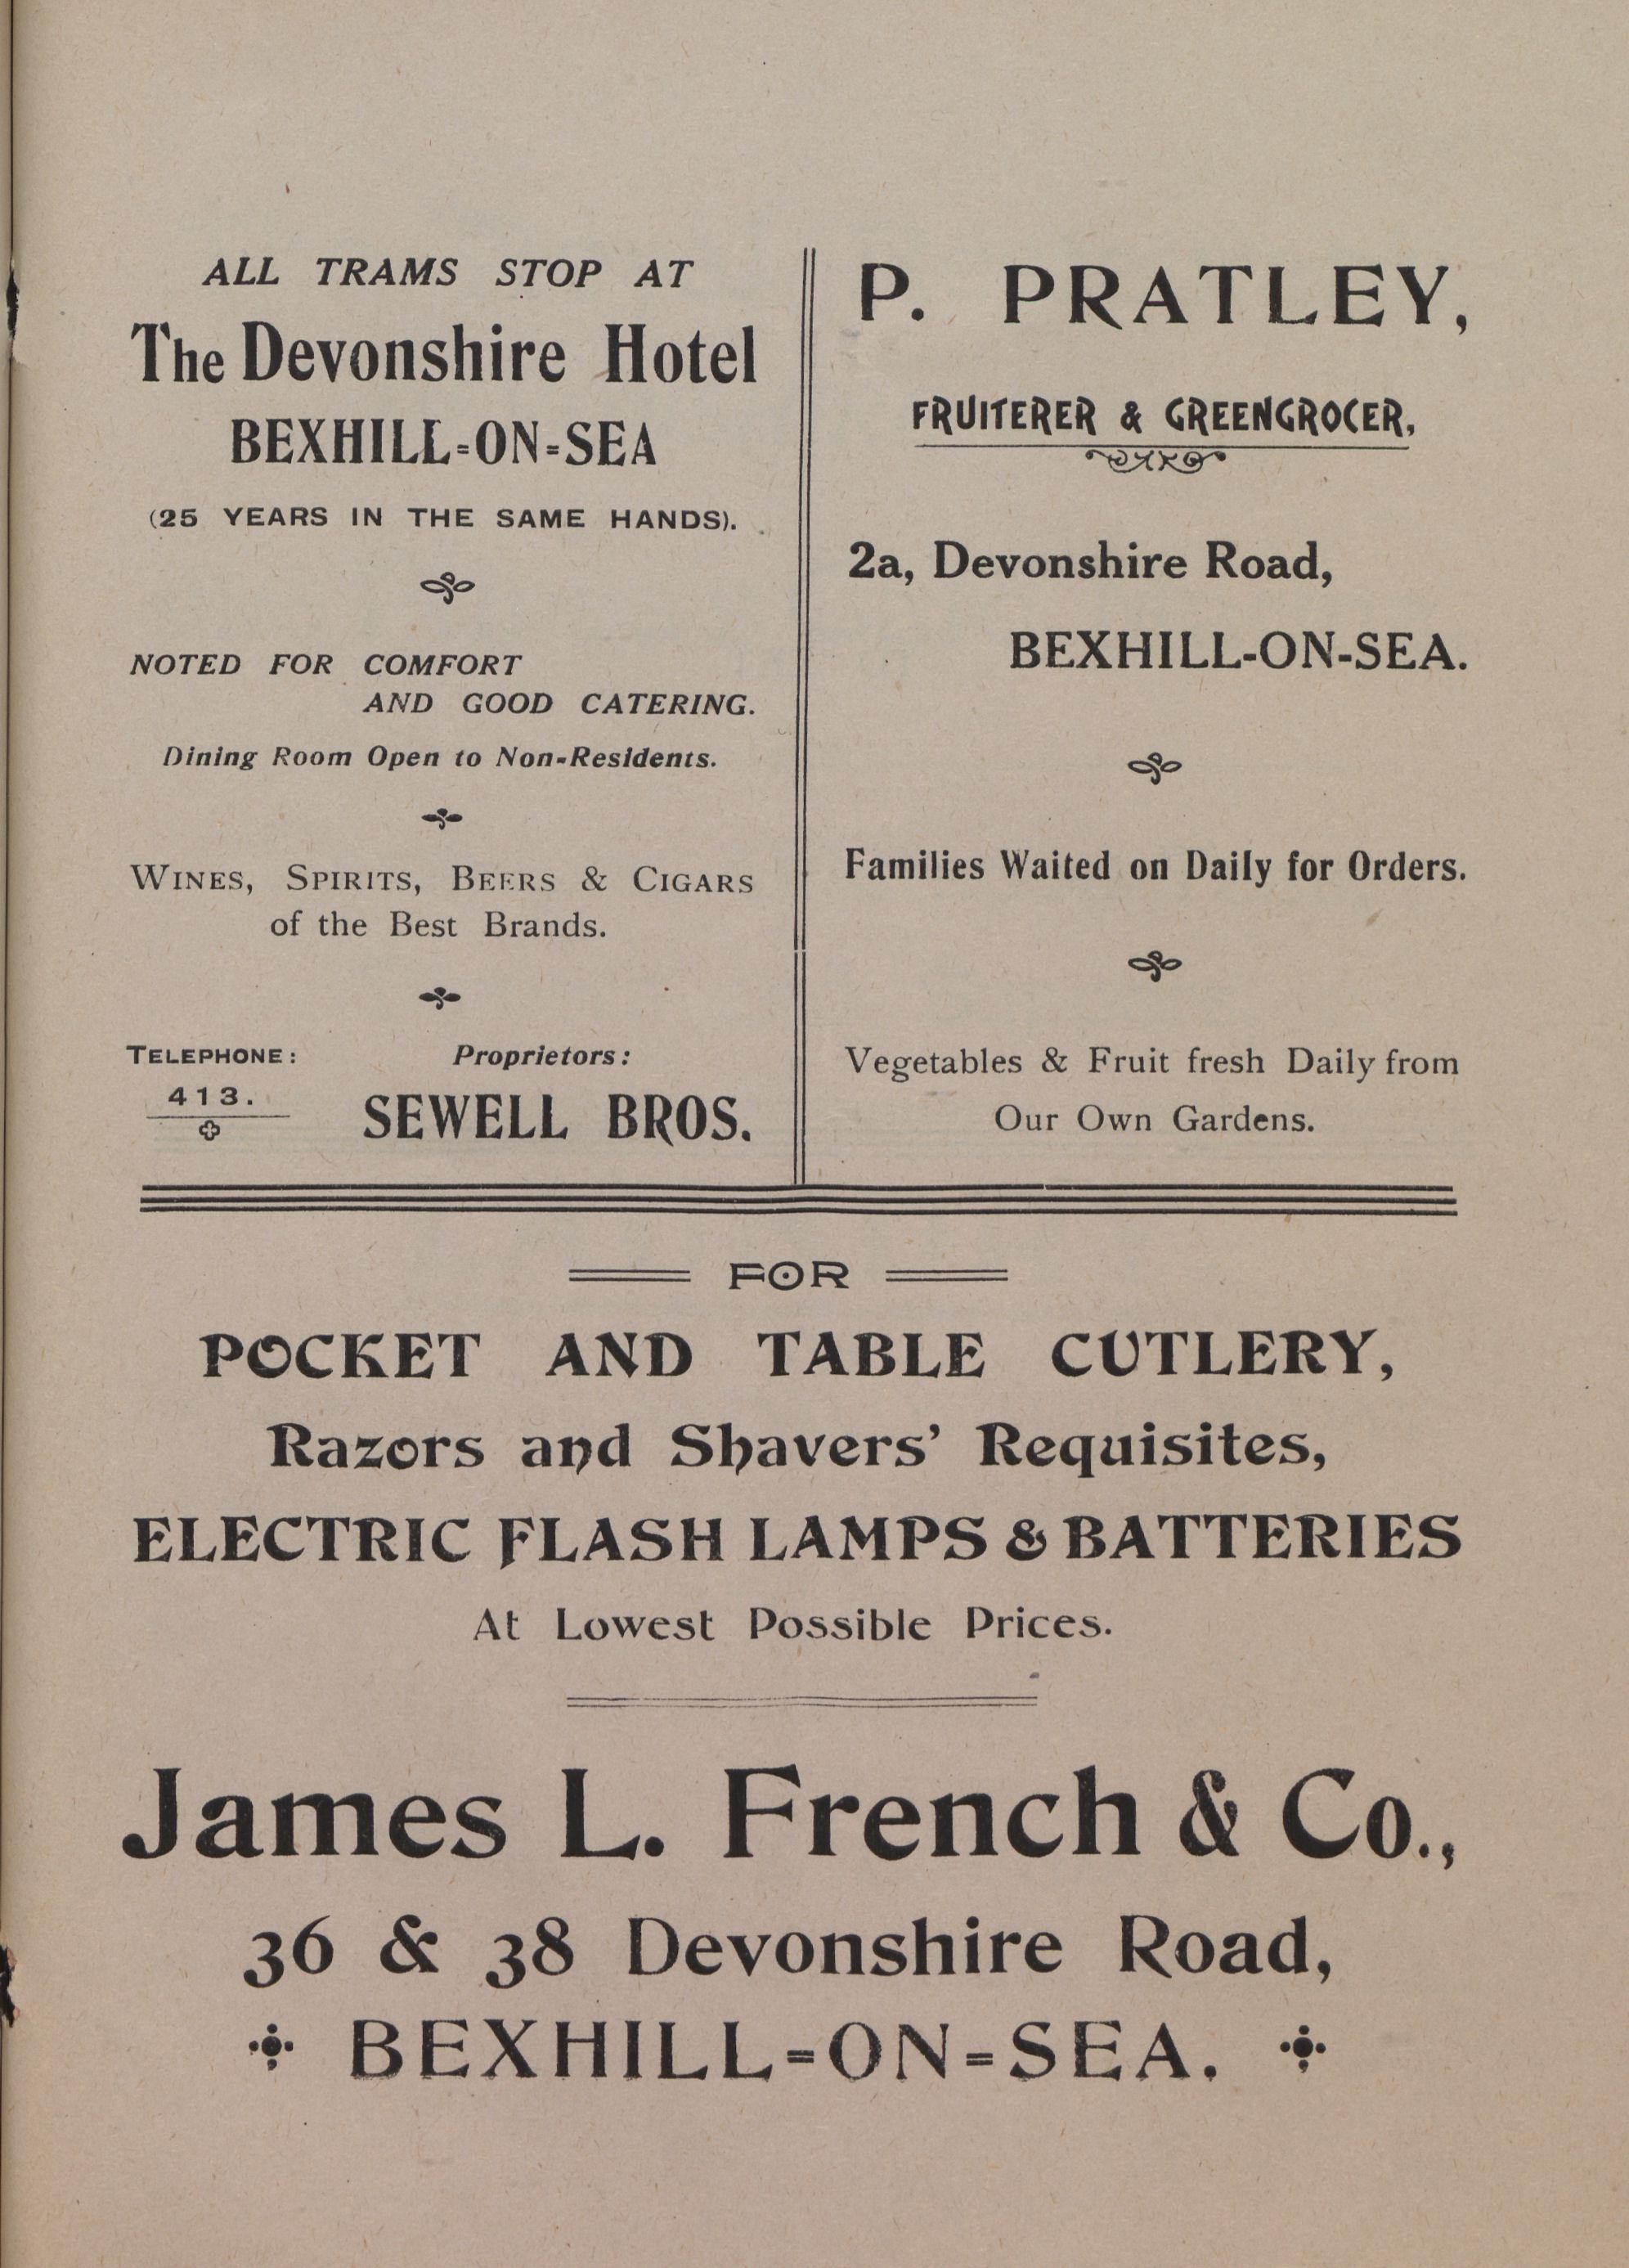 ALL TRAMS STOP AT
The Devonshire Hotel
BEXHILL=ON=SEA
(25 YEARS IN THE SAME HANDS).
NOTED FOR COMFORT
AND GOOD CATERING.
Dining Room Open to Non-Residents.
WINES, SPIRITS, BEERS & CIGARS
of the Best Brands.
TELEPHONE:
413.
Proprietors:
SEWELL BROS.
P. PRATLEY,
FRUITERER & GREENGROCER,
2a, Devonshire Road,
BEXHILL-ON-SEA.
Families Waited on Daily for Orders.
Vegetables & Fruit fresh Daily from
Our Own Gardens.
FOR
POCKET AND TABLE CUTLERY,
Razors and Shavers' Requisites,
ELECTRIC FLASH LAMPS & BATTERIES
At Lowest Possible Prices.
James L. French & Co.,
36 & 38 Devonshire Road,
BEXHILL=ON=SEA.